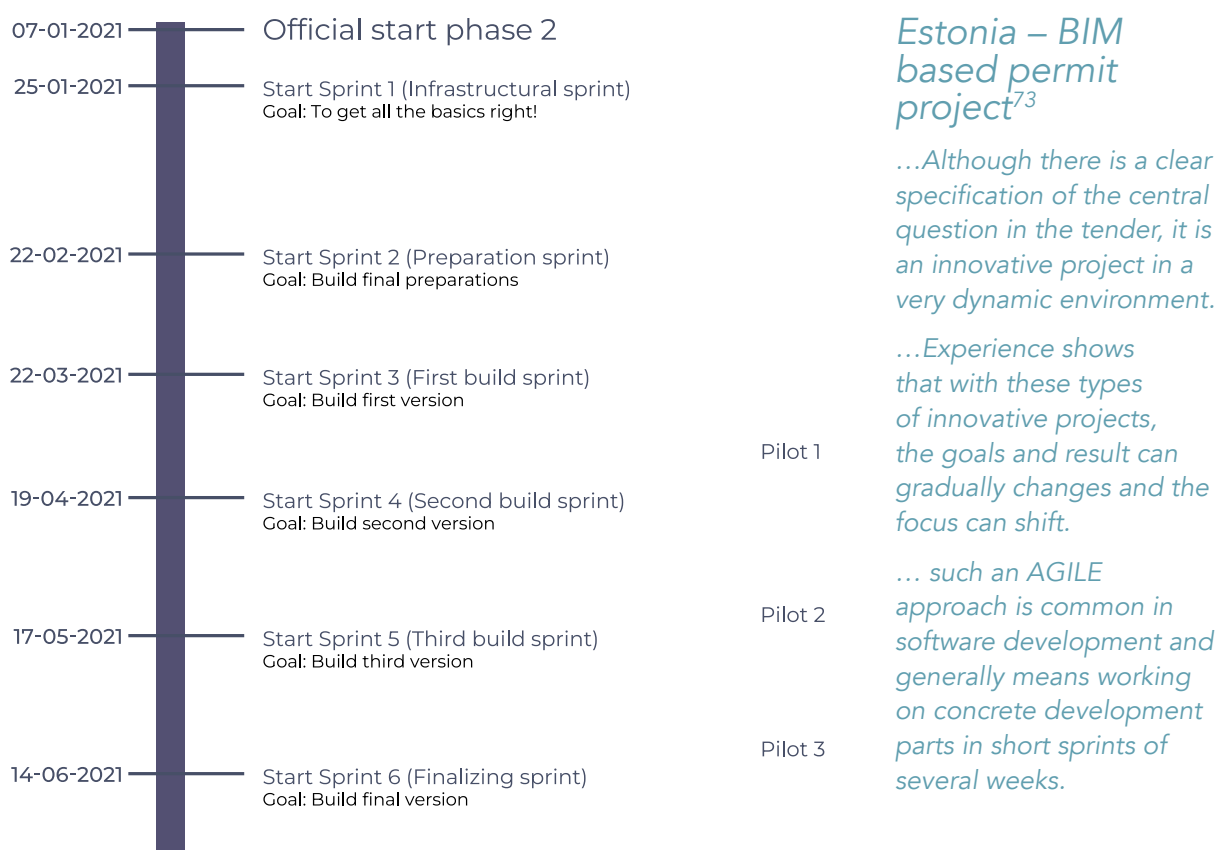 07-01-2021
Official start phase 2
25-01-2021
Start Sprint 1 (Infrastructural sprint)
Goal: To get all the basics right!
22-02-2021
Start Sprint 2 (Preparation sprint)
Goal: Build final preparations
22-03-2021
Start Sprint 3 (First build sprint)
Goal: Build first version
Pilot 1
19-04-2021
Start Sprint 4 (Second build sprint)
Goal: Build second version
Pilot 2
17-05-2021
Start Sprint 5 (Third build sprint)
Goal: Build third version
Pilot 3
14-06-2021
Start Sprint 6 (Finalizing sprint)
Goal: Build final version
Estonia – BIM
based permit
project73
…Although there is a clear
specification of the central
question in the tender, it is
an innovative project in a
very dynamic environment.
…Experience shows
that with these types
of innovative projects,
the goals and result can
gradually changes and the
focus can shift.
… such an AGILE
approach is common in
software development and
generally means working
on concrete development
parts in short sprints of
several weeks.